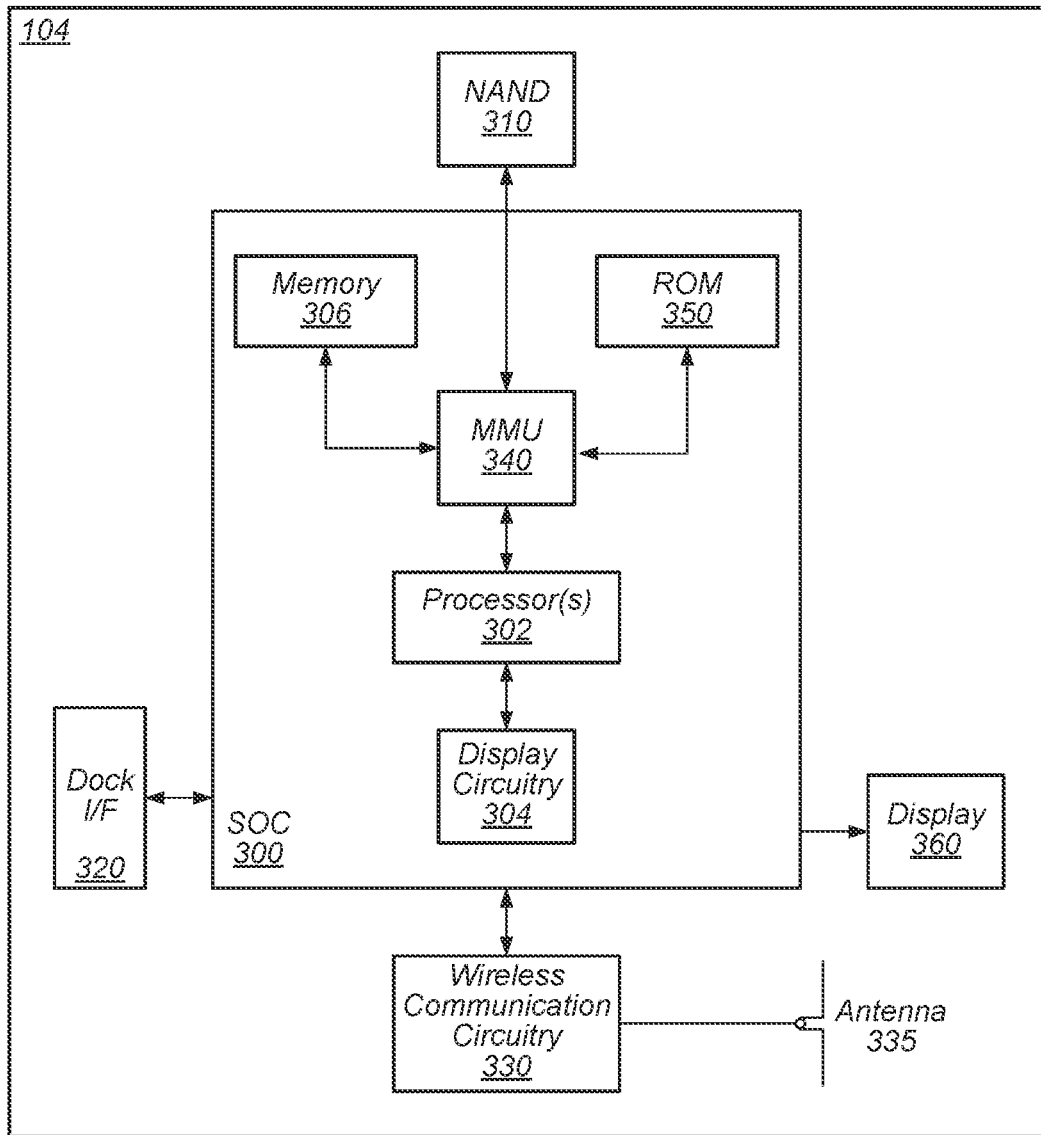 104
NAND
310
Memory
306
ROM
350
MMU
340
Processor(s)
302
Display
Circuitry
304
Dock
I/F
320
SOC
300
Display
360
Wireless
Communication
Circuitry
330
Antenna
335